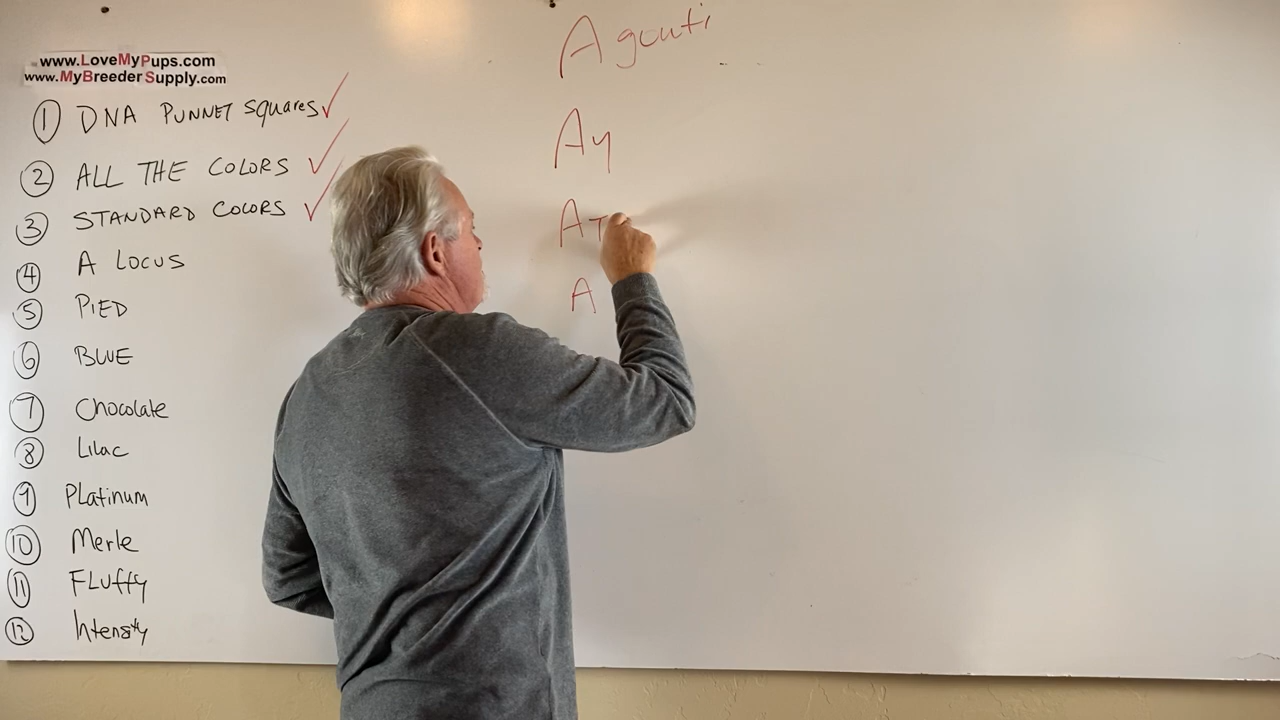 www.LoveMyPups.com
www.MyBreederSupply.com
1 DNA PUNNET Squares ✓
2 ALL THE COLORS ✓
3 STANDARD COLORS ✓
4 A LOCUS
5 PIED
6 BLUE
7 Chocolate
8 Lilac
9 Platinum
10 Merle
11 FLuffy
12 Intensity
Agouti
Ay
AT
A